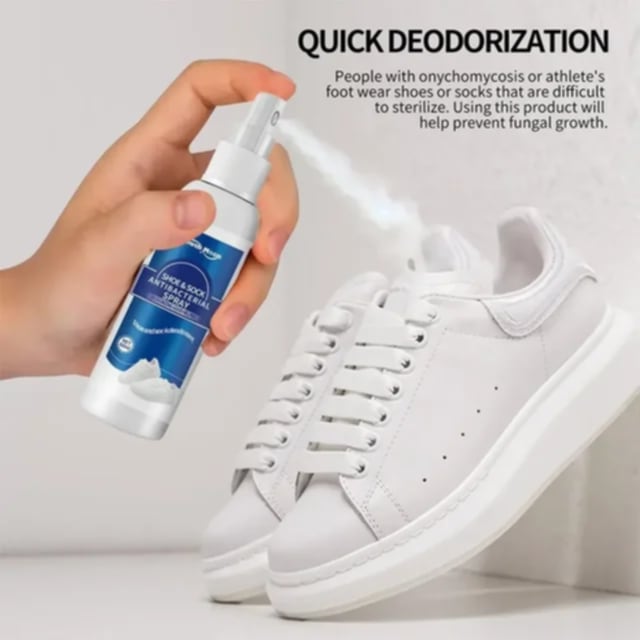 QUICK DEODORIZATION
People with onychomycosis or athlete's
foot wear shoes or socks that are difficult
to sterilize. Using this product will
help prevent fungal growth.
SHOE & SOCK
ANTIBACTERIAL
SPRAY